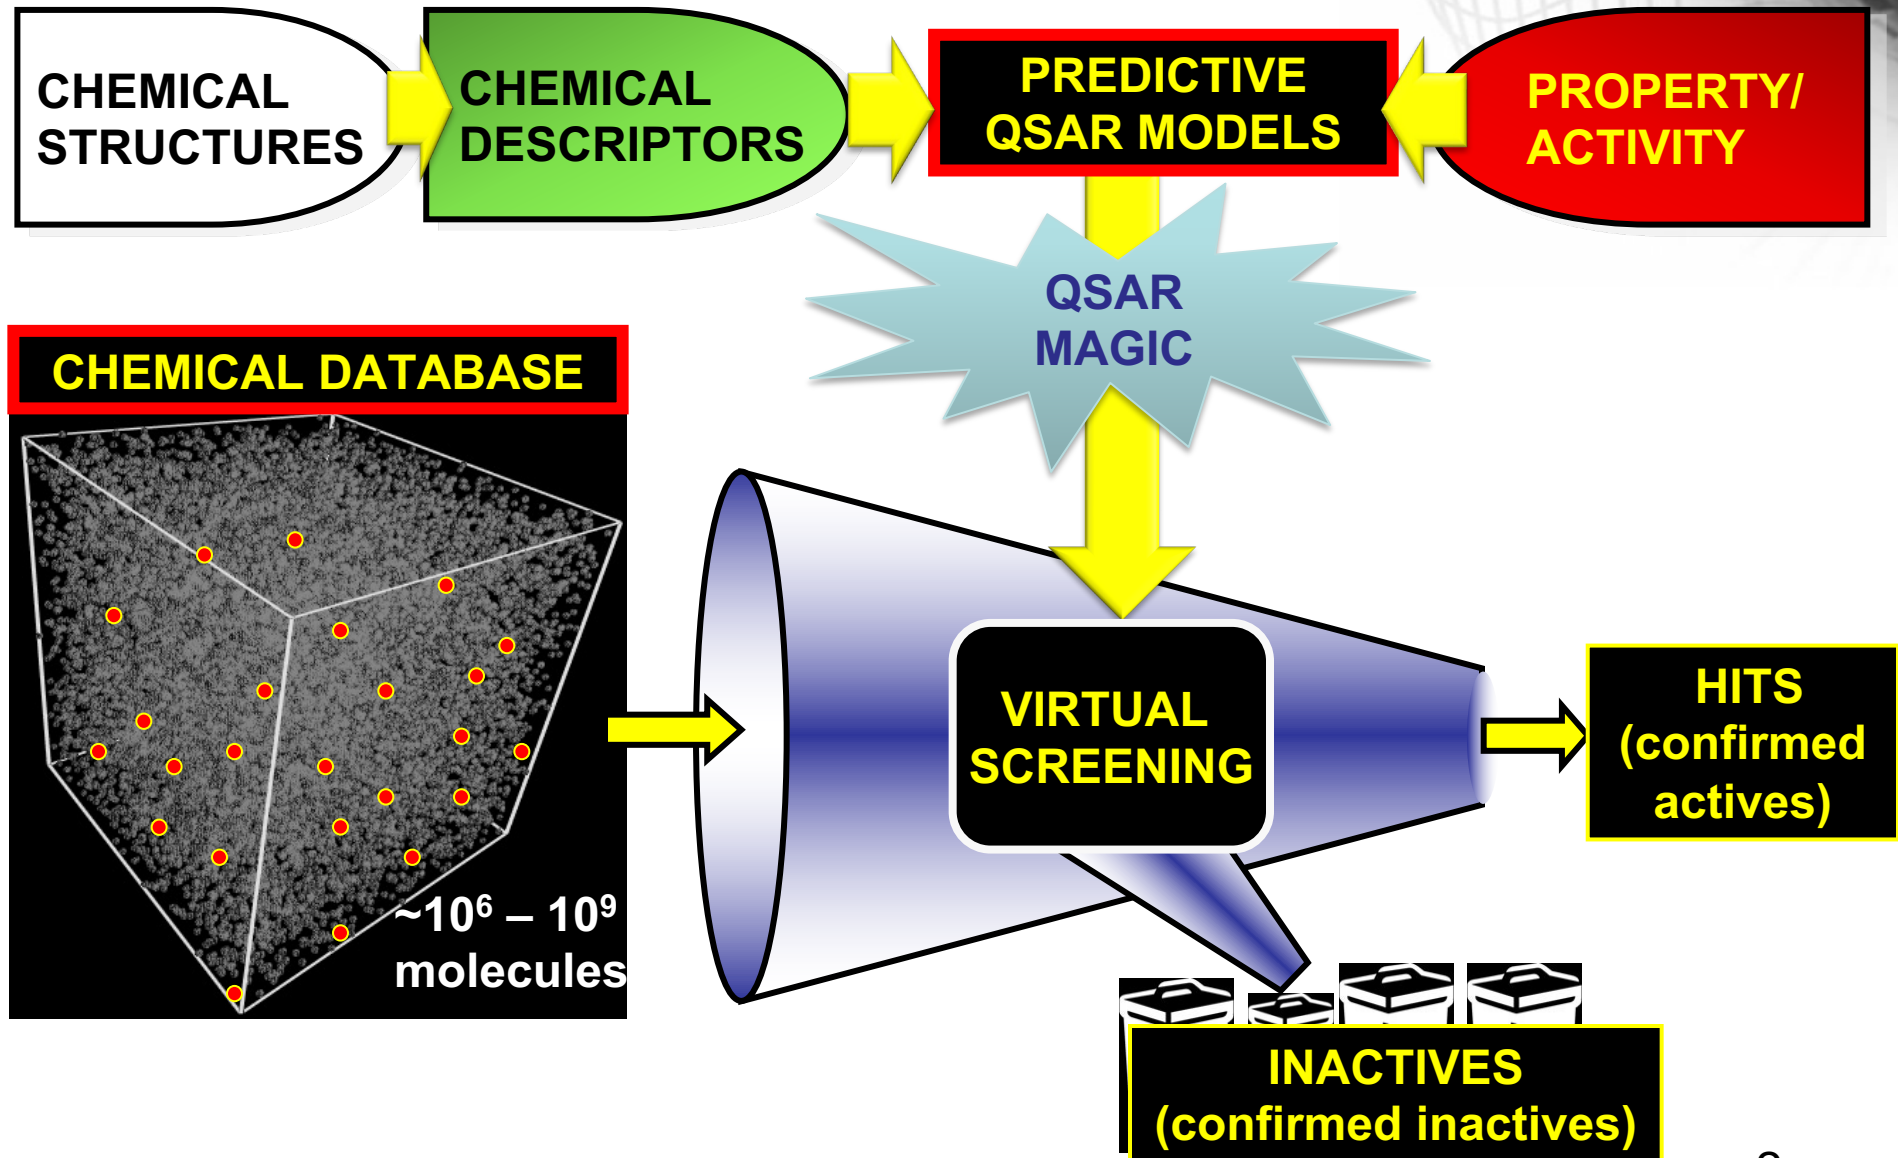 CHEMICAL
STRUCTURES
CHEMICAL
DESCRIPTORS
PREDICTIVE
QSAR MODELS
PROPERTY/
ACTIVITY
QSAR
MAGIC
CHEMICAL DATABASE
~10⁶ – 10⁹
molecules
VIRTUAL
SCREENING
HITS
(confirmed
actives)
INACTIVES
(confirmed inactives)